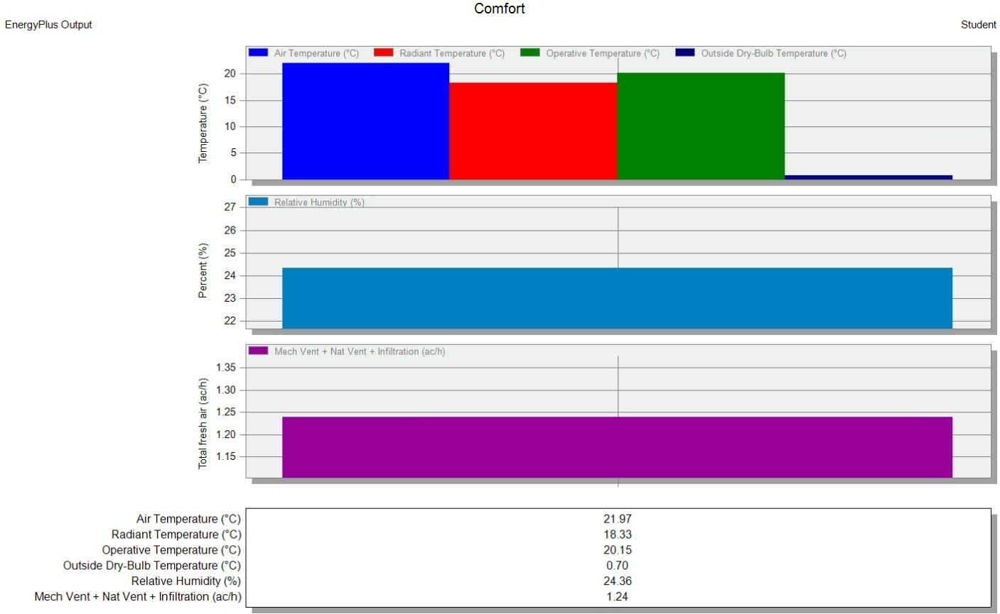 Comfort
EnergyPlus Output
Student
Air Temperature (°C) Radiant Temperature (°C) Operative Temperature (°C) Outside Dry-Bulb Temperature (°C)
Temperature (°C)
20
15
10
5
0
Relative Humidity (%)
Percent (%)
27
26
25
24
23
22
Mech Vent + Nat Vent + Infiltration (ac/h)
Total fresh air (ac/h)
1.35
1.30
1.25
1.20
1.15
Air Temperature (°C) 21.97
Radiant Temperature (°C) 18.33
Operative Temperature (°C) 20.15
Outside Dry-Bulb Temperature (°C) 0.70
Relative Humidity (%) 24.36
Mech Vent + Nat Vent + Infiltration (ac/h) 1.24